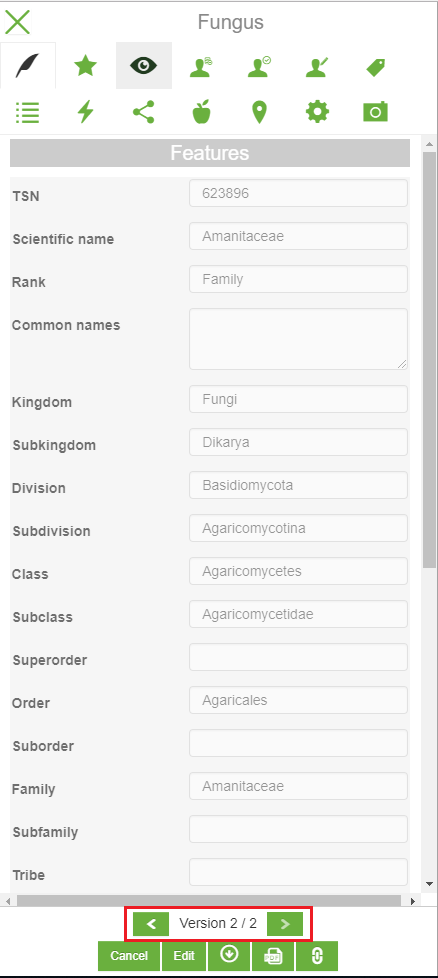 Fungus
Features
TSN 623896
Scientific name Amanitaceae
Rank Family
Common names
Kingdom Fungi
Subkingdom Dikarya
Division Basidiomycota
Subdivision Agaricomycotina
Class Agaricomycetes
Subclass Agaricomycetidae
Superorder
Order Agaricales
Suborder
Family Amanitaceae
Subfamily
Tribe
< Version 2 / 2 >
Cancel Edit PDF